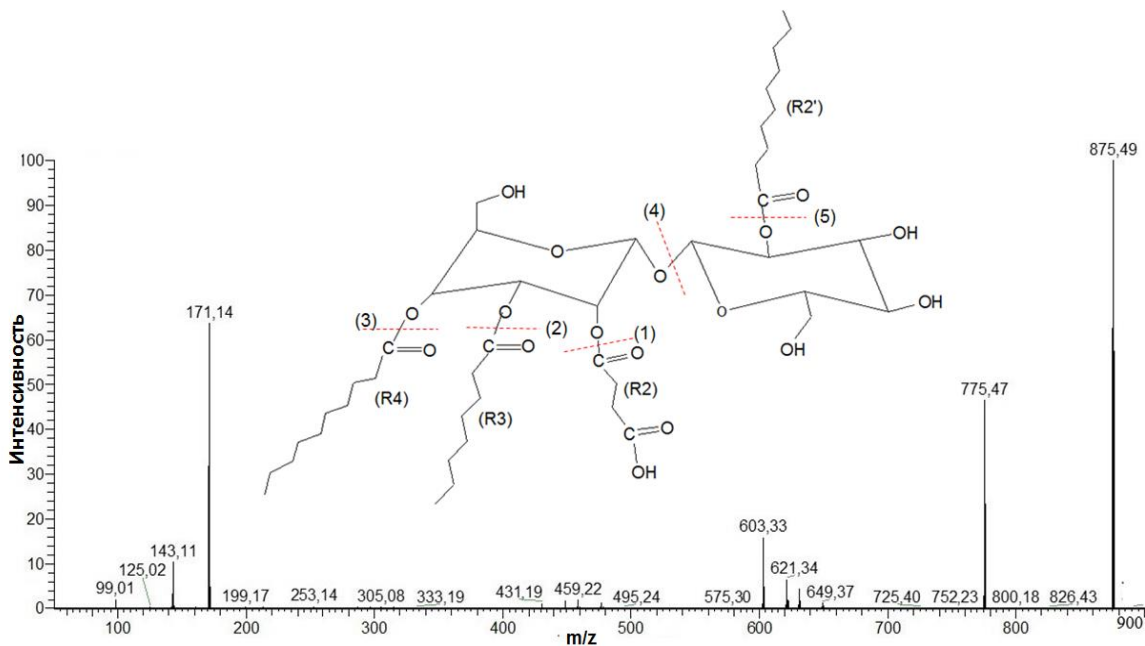 (R2')
875,49
100
90
80
70
60
50
40
30
20
10
0
Интенсивность
OH
O
C
O
O
(4)
(5)
O
OH
O
O
OH
O
OH
(3)
O
O
(2)
O
(1)
C
O
C
O
C
O
(R4)
(R3)
(R2)
C
O
OH
171,14
775,47
603,33
621,34
143,11
125,02
99,01
199,17
253,14
305,08
333,19
431,19
459,22
495,24
575,30
649,37
725,40
752,23
800,18
826,43
100
200
300
400
500
600
700
800
900
m/z